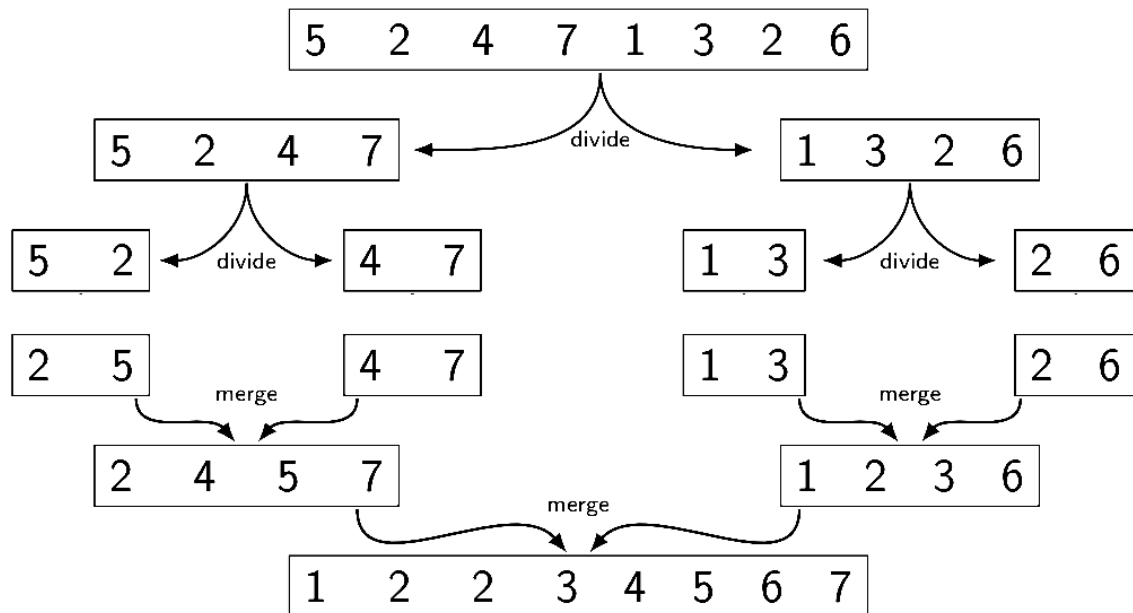 5 2 4 7 1 3 2 6
divide
5 2 4 7
1 3 2 6
divide
divide
5 2
4 7
1 3
2 6
2 5
4 7
1 3
2 6
merge
merge
2 4 5 7
1 2 3 6
merge
1 2 2 3 4 5 6 7